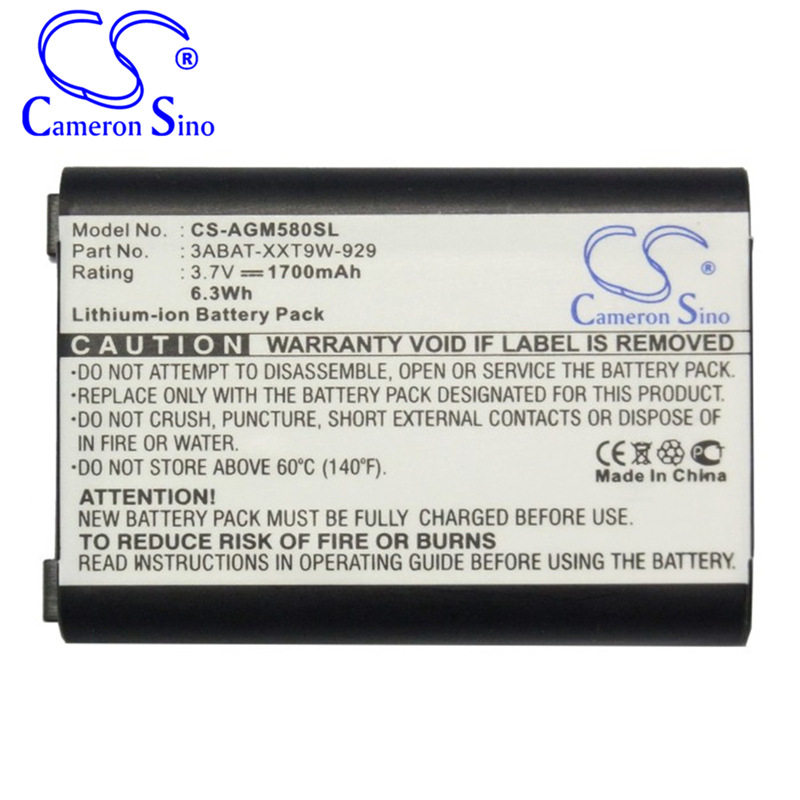 CS ®
Cameron Sino
Model No. : CS-AGM580SL
Part No. : 3ABAT-XXT9W-929
Rating : 3.7V 1700mAh
6.3Wh
Lithium-ion Battery Pack
CS ®
Cameron Sino
CAUTION WARRANTY VOID IF LABEL IS REMOVED
•DO NOT ATTEMPT TO DISASSEMBLE, OPEN OR SERVICE THE BATTERY PACK.
•REPLACE ONLY WITH THE BATTERY PACK DESIGNATED FOR THIS PRODUCT.
•DO NOT CRUSH, PUNCTURE, SHORT EXTERNAL CONTACTS OR DISPOSE OF
IN FIRE OR WATER.
•DO NOT STORE ABOVE 60°C (140°F).
CE
Made In China
ATTENTION!
NEW BATTERY PACK MUST BE FULLY CHARGED BEFORE THE FIRST USE.
TO REDUCE RISK OF FIRE OR BURNS
READ INSTRUCTIONS IN OPERATING GUIDE BEFORE USING THE BATTERY.